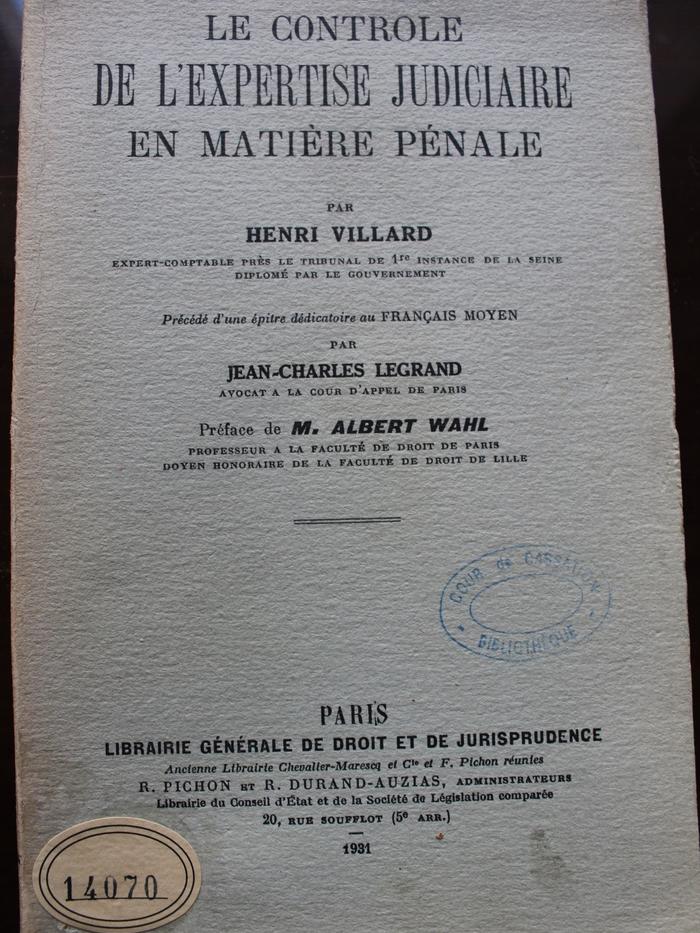 LE CONTROLE
DE L'EXPERTISE JUDICIAIRE
EN MATIÈRE PÉNALE
PAR
HENRI VILLARD
EXPERT-COMPTABLE PRÈS LE TRIBUNAL DE 1re INSTANCE DE LA SEINE
DIPLOMÉ PAR LE GOUVERNEMENT
Précédé d'une épitre dédicatoire au FRANÇAIS MOYEN
PAR
JEAN-CHARLES LEGRAND
AVOCAT A LA COUR D'APPEL DE PARIS
Préface de M. ALBERT WAHL
PROFESSEUR A LA FACULTÉ DE DROIT DE PARIS
DOYEN HONORAIRE DE LA FACULTÉ DE DROIT DE LILLE
COUR de CASSATION
- BIBLIOTHÈQUE -
PARIS
LIBRAIRIE GÉNÉRALE DE DROIT ET DE JURISPRUDENCE
Ancienne Librairie Chevalier-Marescq et Cie et F. Pichon réunies
R. PICHON ET R. DURAND-AUZIAS, ADMINISTRATEURS
Librairie du Conseil d'État et de la Société de Législation comparée
20, RUE SOUFFLOT (5e ARR.)
1931
14070